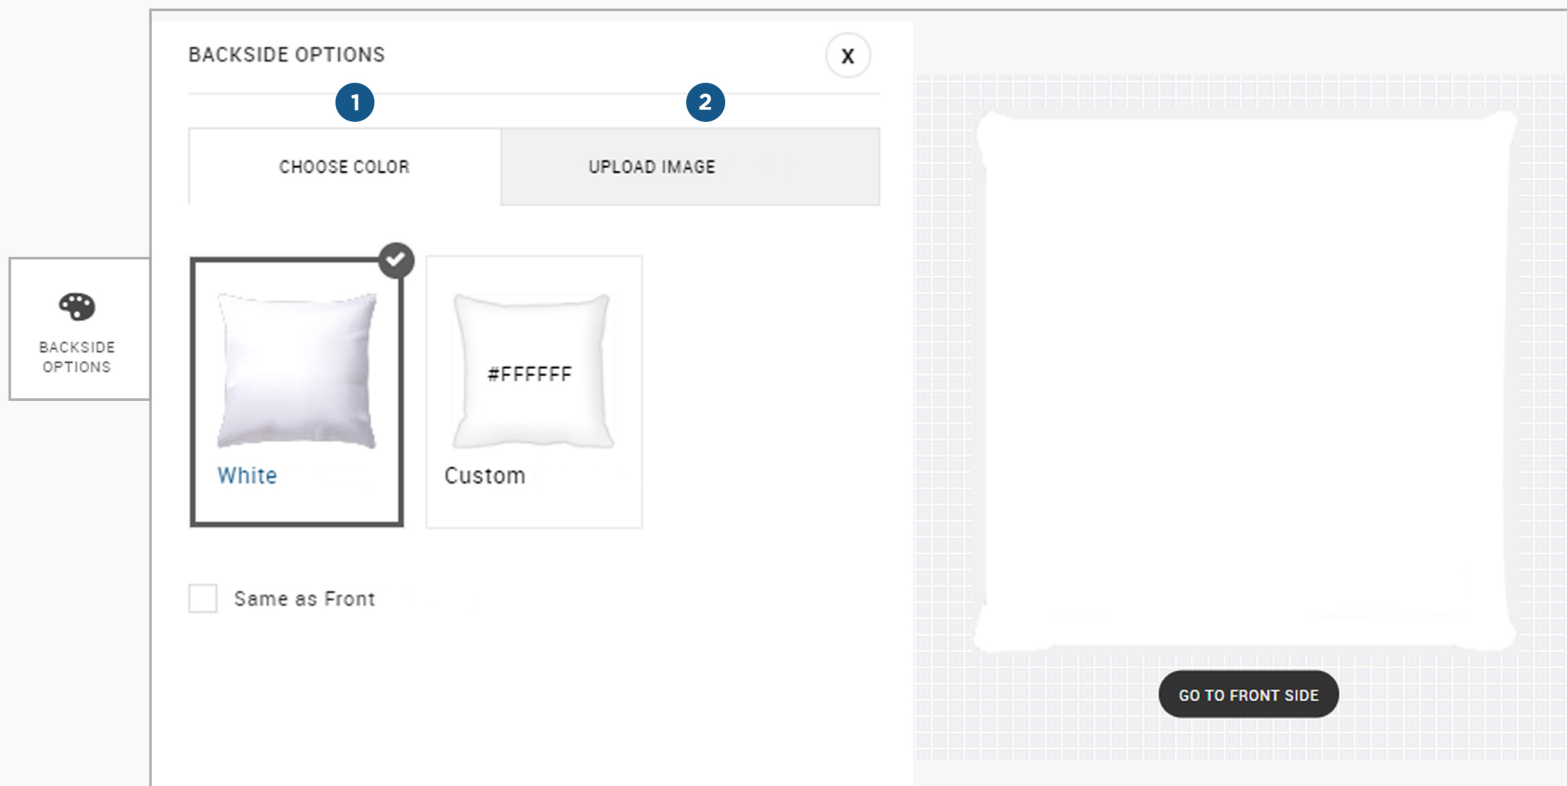 BACKSIDE OPTIONS
X
1
2
CHOOSE COLOR
UPLOAD IMAGE
BACKSIDE
OPTIONS
#FFFFFF
White
Custom
Same as Front
GO TO FRONT SIDE